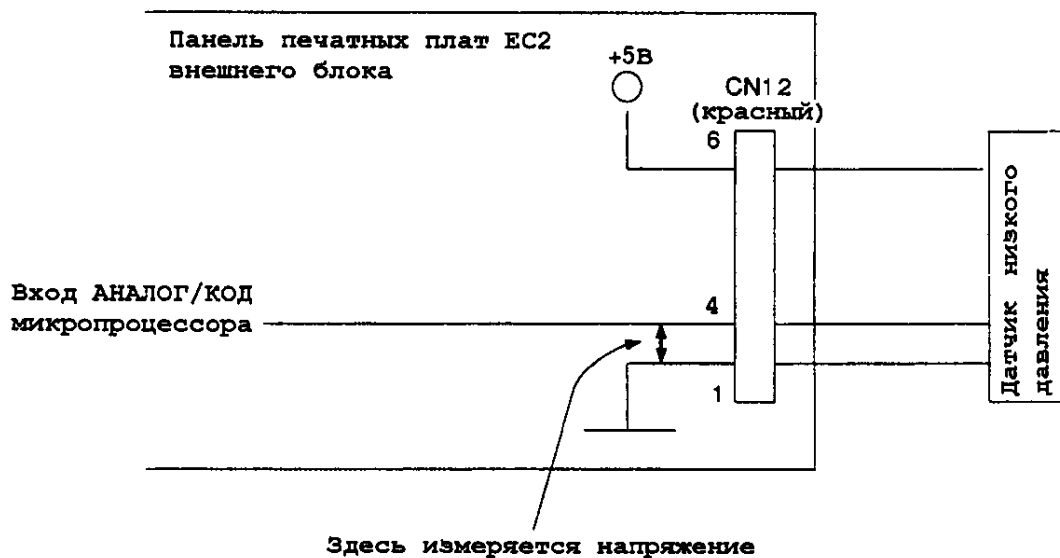 Панель печатных плат EC2
внешнего блока
+5В
CN12
(красный)
6
Вход АНАЛОГ/КОД
микропроцессора
4
1
Датчик низкого
давления
Здесь измеряется напряжение